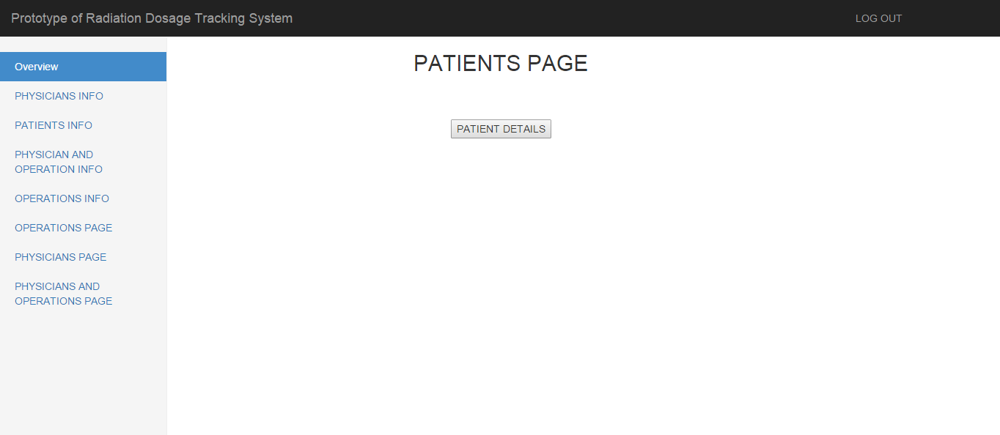 Prototype of Radiation Dosage Tracking System
LOG OUT
Overview
PHYSICIANS INFO
PATIENTS INFO
PHYSICIAN AND
OPERATION INFO
OPERATIONS INFO
OPERATIONS PAGE
PHYSICIANS PAGE
PHYSICIANS AND
OPERATIONS PAGE
PATIENTS PAGE
PATIENT DETAILS